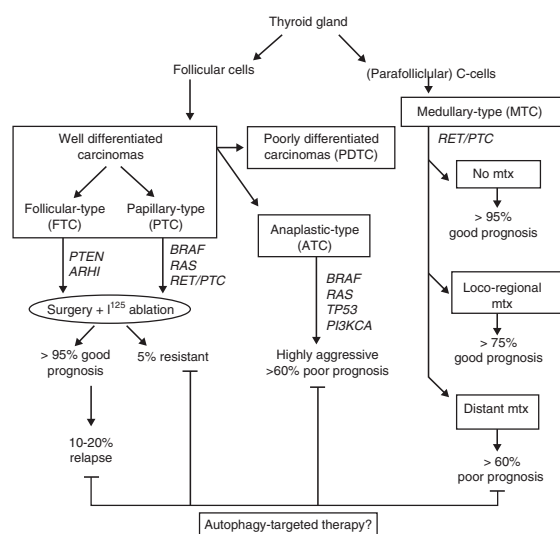 Thyroid gland
Follicular cells
(Parafolliclular) C-cells
Medullary-type (MTC)
Well differentiated
carcinomas
Follicular-type
(FTC)
Papillary-type
(PTC)
Poorly differentiated
carcinomas (PDTC)
Anaplastic-type
(ATC)
RET/PTC
No mtx
> 95%
good prognosis
Loco-regional
mtx
> 75%
good prognosis
Distant mtx
> 60%
poor prognosis
PTEN
ARHI
BRAF
RAS
RET/PTC
BRAF
RAS
TP53
PI3KCA
Surgery + I¹²⁵ ablation
> 95% good
prognosis
5% resistant
Highly aggressive
>60% poor prognosis
10-20%
relapse
Autophagy-targeted therapy?